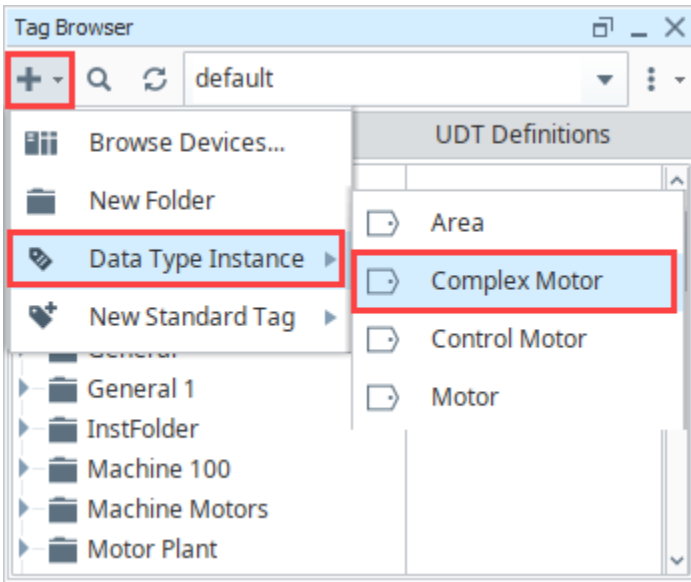 Tag Browser
default
Browse Devices...
UDT Definitions
New Folder
Area
Data Type Instance
Complex Motor
New Standard Tag
Control Motor
Motor
General
General 1
InstFolder
Machine 100
Machine Motors
Motor Plant